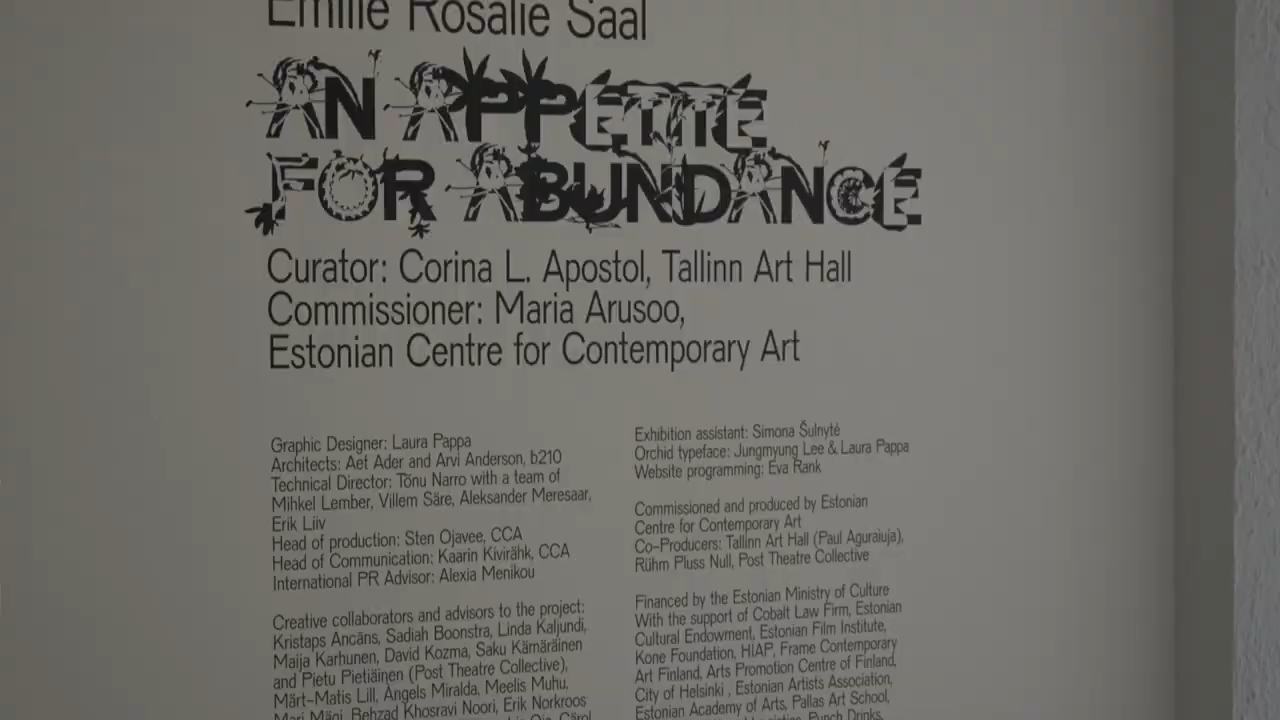 Emilie Rosalie Saal
AN APPETITE
FOR ABUNDANCE
Curator: Corina L. Apostol, Tallinn Art Hall
Commissioner: Maria Arusoo,
Estonian Centre for Contemporary Art
Graphic Designer: Laura Pappa
Architects: Aet Ader and Arvi Anderson, b210
Technical Director: Tõnu Narro with a team of
Mihkel Lember, Villem Säre, Aleksander Meresaar,
Erik Liiv
Head of production: Sten Ojavee, CCA
Head of Communication: Kaarin Kivirähk, CCA
International PR Advisor: Alexia Menikou
Creative collaborators and advisors to the project:
Kristaps Ancāns, Sadiah Boonstra, Linda Kaljundi,
Maija Karhunen, David Kozma, Saku Kämäräinen
and Pietu Pietiäinen (Post Theatre Collective),
Märt-Matis Lill, Àngels Miralda, Meelis Muhu,
Mari Mägi, Behzad Khosravi Noori, Erik Norkroos
Exhibition assistant: Simona Šulnytė
Orchid typeface: Jungmyung Lee & Laura Pappa
Website programming: Eva Rank
Commissioned and produced by Estonian
Centre for Contemporary Art
Co-Producers: Tallinn Art Hall (Paul Aguraiuja),
Rühm Pluss Null, Post Theatre Collective
Financed by the Estonian Ministry of Culture
With the support of Cobalt Law Firm, Estonian
Cultural Endowment, Estonian Film Institute,
Kone Foundation, HIAP, Frame Contemporary
Art Finland, Arts Promotion Centre of Finland,
City of Helsinki , Estonian Artists Association,
Estonian Academy of Arts, Pallas Art School,
Punch Drinks,